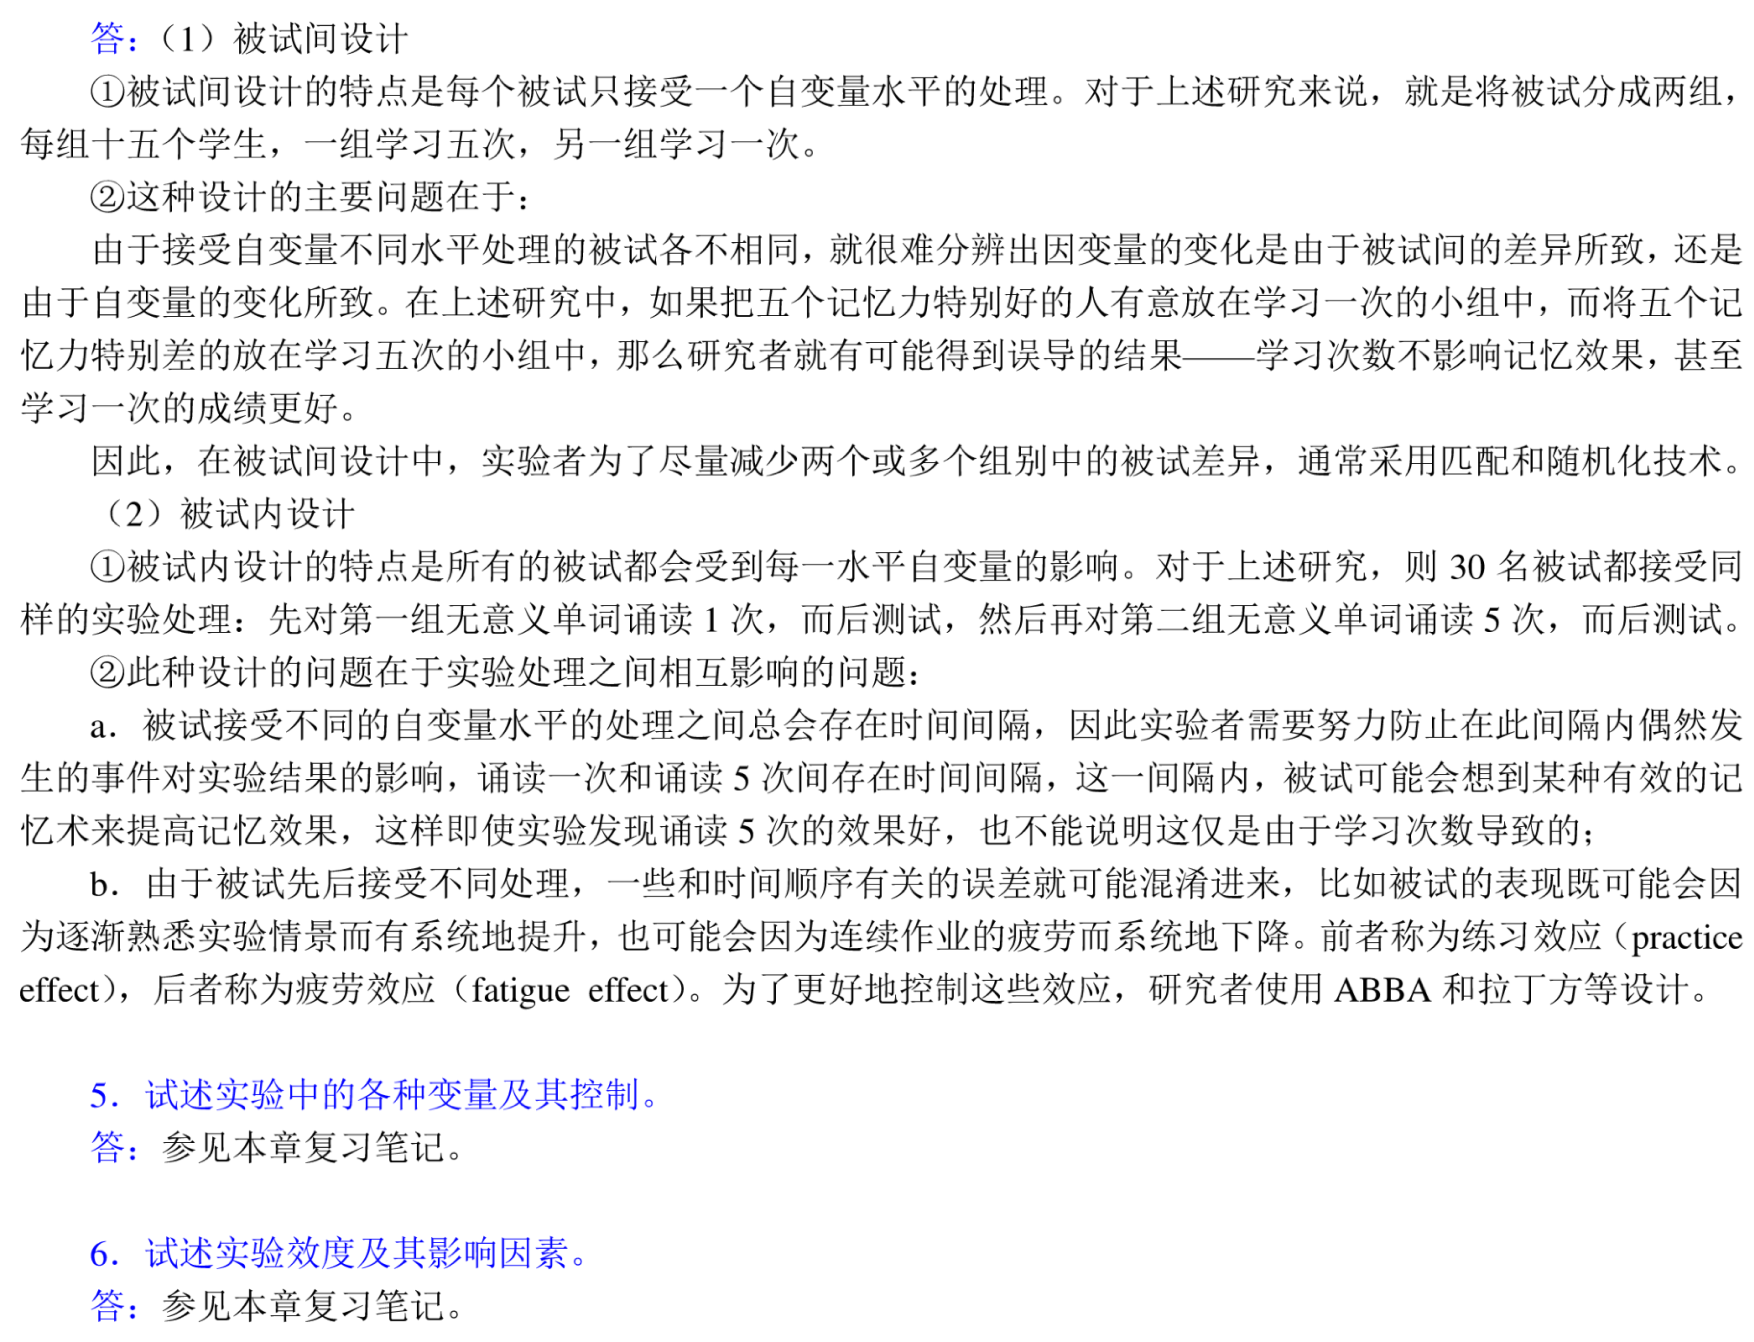 答：（1）被试间设计
①被试间设计的特点是每个被试只接受一个自变量水平的处理。对于上述研究来说，就是将被试分成两组，
每组十五个学生，一组学习五次，另一组学习一次。
②这种设计的主要问题在于：
由于接受自变量不同水平处理的被试各不相同，就很难分辨出因变量的变化是由于被试间的差异所致，还是
由于自变量的变化所致。在上述研究中，如果把五个记忆力特别好的人有意放在学习一次的小组中，而将五个记
忆力特别差的放在学习五次的小组中，那么研究者就有可能得到误导的结果——学习次数不影响记忆效果，甚至
学习一次的成绩更好。
因此，在被试间设计中，实验者为了尽量减少两个或多个组别中的被试差异，通常采用匹配和随机化技术。
（2）被试内设计
①被试内设计的特点是所有的被试都会受到每一水平自变量的影响。对于上述研究，则 30 名被试都接受同
样的实验处理：先对第一组无意义单词诵读 1 次，而后测试，然后再对第二组无意义单词诵读 5 次，而后测试。
②此种设计的问题在于实验处理之间相互影响的问题：
a．被试接受不同的自变量水平的处理之间总会存在时间间隔，因此实验者需要努力防止在此间隔内偶然发
生的事件对实验结果的影响，诵读一次和诵读 5 次间存在时间间隔，这一间隔内，被试可能会想到某种有效的记
忆术来提高记忆效果，这样即使实验发现诵读 5 次的效果好，也不能说明这仅是由于学习次数导致的；
b．由于被试先后接受不同处理，一些和时间顺序有关的误差就可能混淆进来，比如被试的表现既可能会因
为逐渐熟悉实验情景而有系统地提升，也可能会因为连续作业的疲劳而系统地下降。前者称为练习效应（practice
effect），后者称为疲劳效应（fatigue effect）。为了更好地控制这些效应，研究者使用 ABBA 和拉丁方等设计。
5．试述实验中的各种变量及其控制。
答：参见本章复习笔记。
6．试述实验效度及其影响因素。
答：参见本章复习笔记。